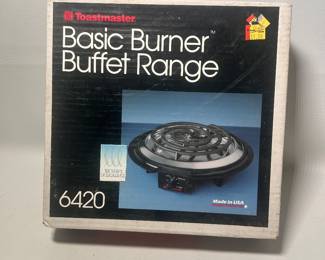 Toastmaster
Basic Burner™
Buffet Range
6420
Made in USA